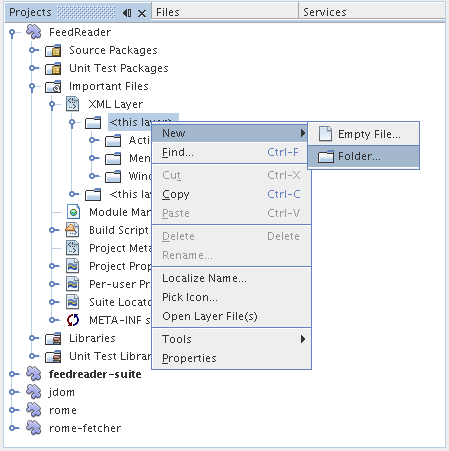 Projects
Files
Services
FeedReader
Source Packages
Unit Test Packages
Important Files
XML Layer
<this layer>
Acti
Men
Wind
<this la
Module Man
Build Script
Project Meta
Project Prop
Per-user Pr
Suite Locato
META-INF s
Libraries
Unit Test Librar
feedreader-suite
jdom
rome
rome-fetcher
New
Find... Ctrl-F
Cut Ctrl-X
Copy Ctrl-C
Paste Ctrl-V
Delete Delete
Rename...
Localize Name...
Pick Icon...
Open Layer File(s)
Tools
Properties
Empty File...
Folder...